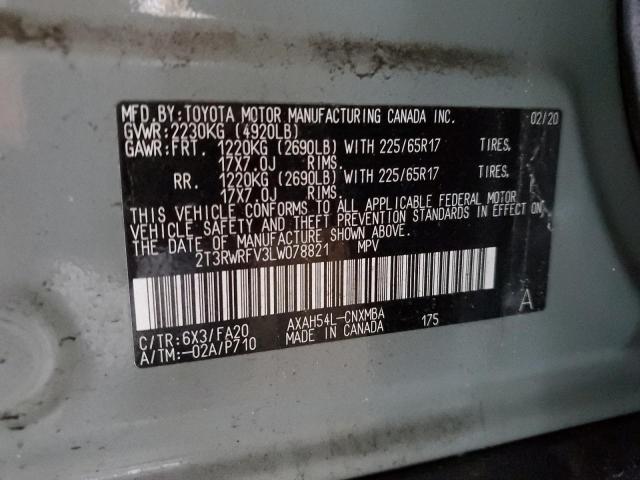 MFD. BY: TOYOTA MOTOR MANUFACTURING CANADA INC. 02/20
GVWR: 2230KG (4920LB)
GAWR: FRT. 1220KG (2690LB) WITH 225/65R17 TIRES,
17X7.0J RIMS.
RR. 1220KG (2690LB) WITH 225/65R17 TIRES,
17X7.0J RIMS.
THIS VEHICLE CONFORMS TO ALL APPLICABLE FEDERAL MOTOR
VEHICLE SAFETY AND THEFT PREVENTION STANDARDS IN EFFECT ON
THE DATE OF MANUFACTURE SHOWN ABOVE.
2T3RWRFV3LW078821 MPV
A
C/TR: 6X3/FA20 AXAH54L-CNXMBA 175
A/TM: -02A/P710 MADE IN CANADA